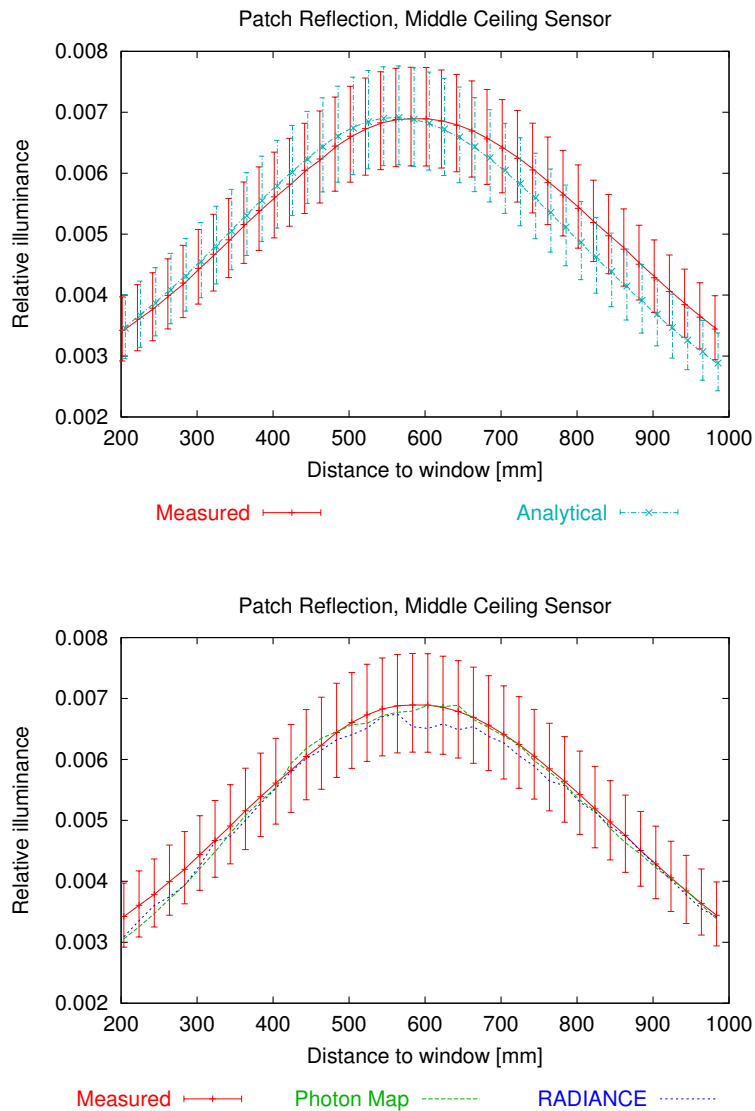 Patch Reflection, Middle Ceiling Sensor
0.008
0.007
0.006
0.005
0.004
0.003
0.002
Relative illuminance
200 300 400 500 600 700 800 900 1000
Distance to window [mm]
Measured Analytical
Patch Reflection, Middle Ceiling Sensor
0.008
0.007
0.006
0.005
0.004
0.003
0.002
Relative illuminance
200 300 400 500 600 700 800 900 1000
Distance to window [mm]
Measured Photon Map RADIANCE